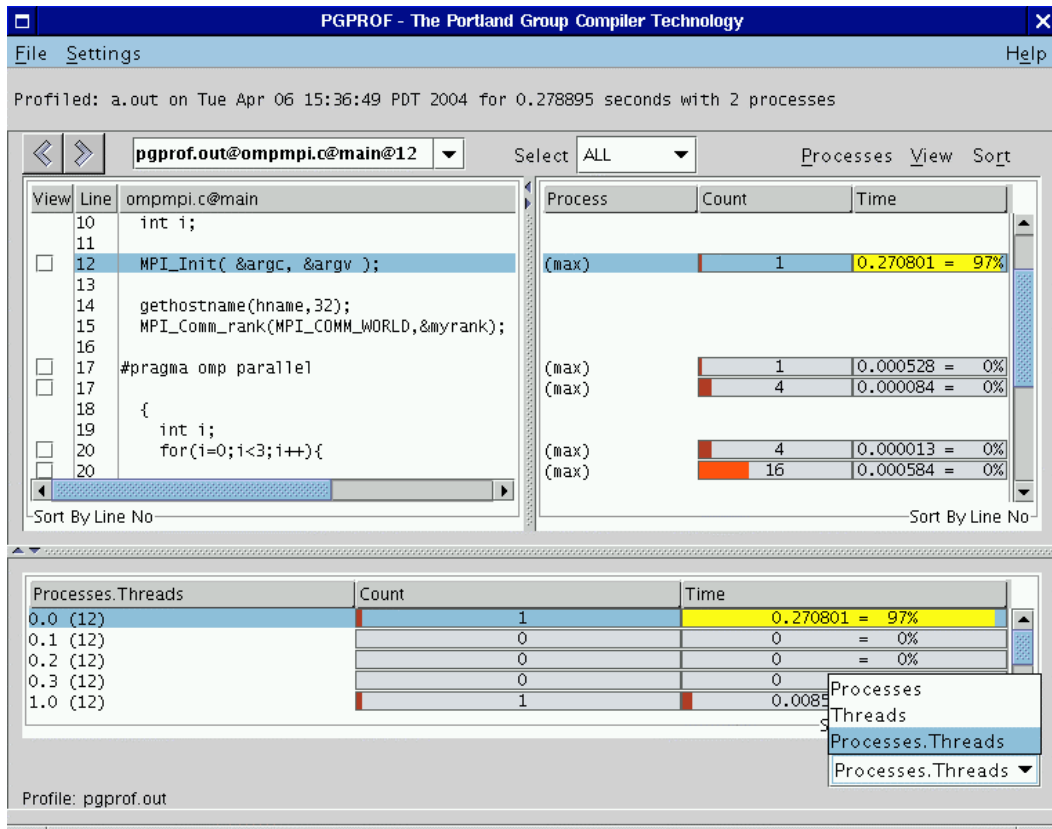 PGPROF - The Portland Group Compiler Technology
File Settings Help
Profiled: a.out on Tue Apr 06 15:36:49 PDT 2004 for 0.278895 seconds with 2 processes
pgprof.out@ompmpi.c@main@12 Select ALL Processes View Sort
View Line ompmpi.c@main Process Count Time
10 int i;
11
12 MPI_Init( &argc, &argv ); (max) 1 0.270801 = 97%
13
14 gethostname(hname,32);
15 MPI_Comm_rank(MPI_COMM_WORLD,&myrank);
16
17 #pragma omp parallel (max) 1 0.000528 = 0%
17 (max) 4 0.000084 = 0%
18 {
19 int i;
20 for(i=0;i<3;i++){ (max) 4 0.000013 = 0%
20 (max) 16 0.000584 = 0%
Sort By Line No Sort By Line No
Processes.Threads Count Time
0.0 (12) 1 0.270801 = 97%
0.1 (12) 0 0 = 0%
0.2 (12) 0 0 = 0%
0.3 (12) 0 0
1.0 (12) 1 0.0085
Processes
Threads
Processes.Threads
Processes.Threads
Profile: pgprof.out